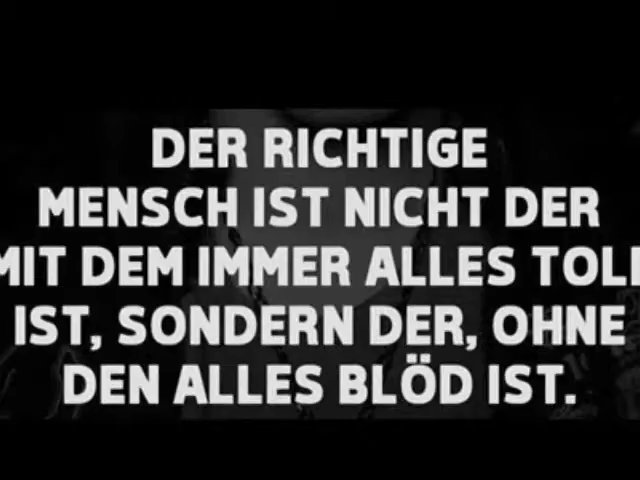 DER RICHTIGE
MENSCH IST NICHT DER
MIT DEM IMMER ALLES TOLL
IST, SONDERN DER, OHNE
DEN ALLES BLÖD IST.